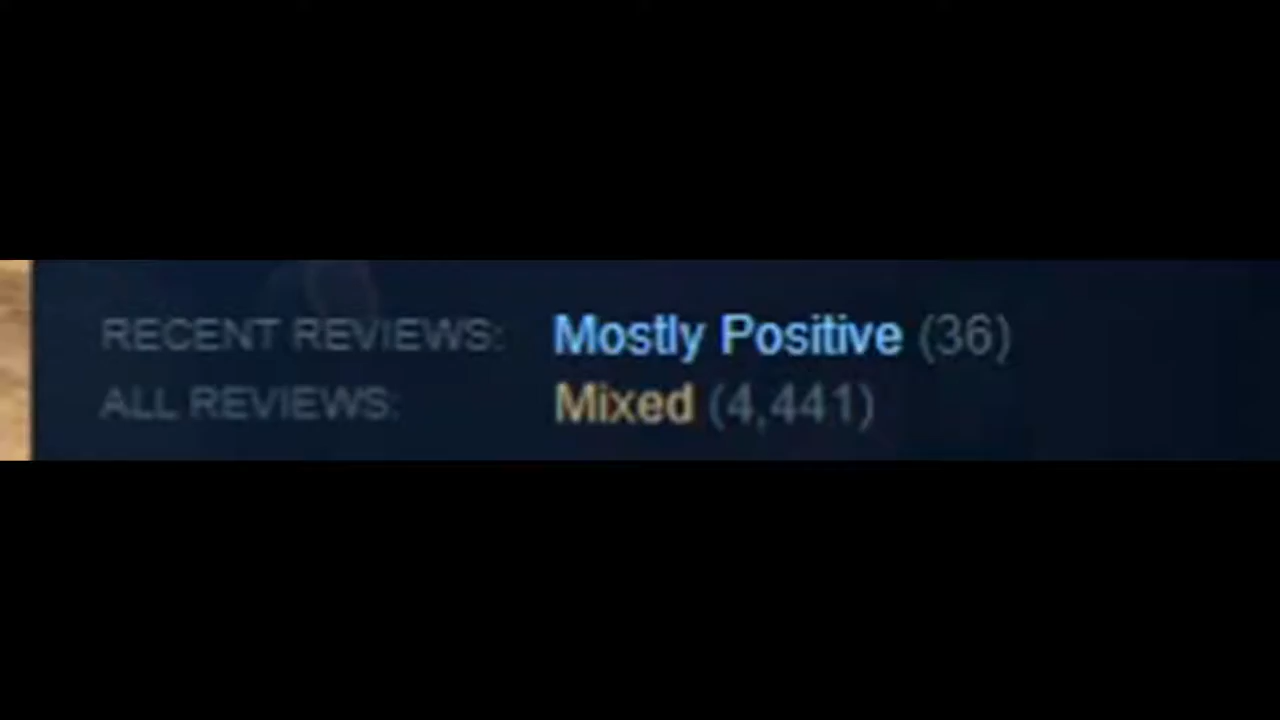 RECENT REVIEWS: Mostly Positive (36)
ALL REVIEWS: Mixed (4,441)